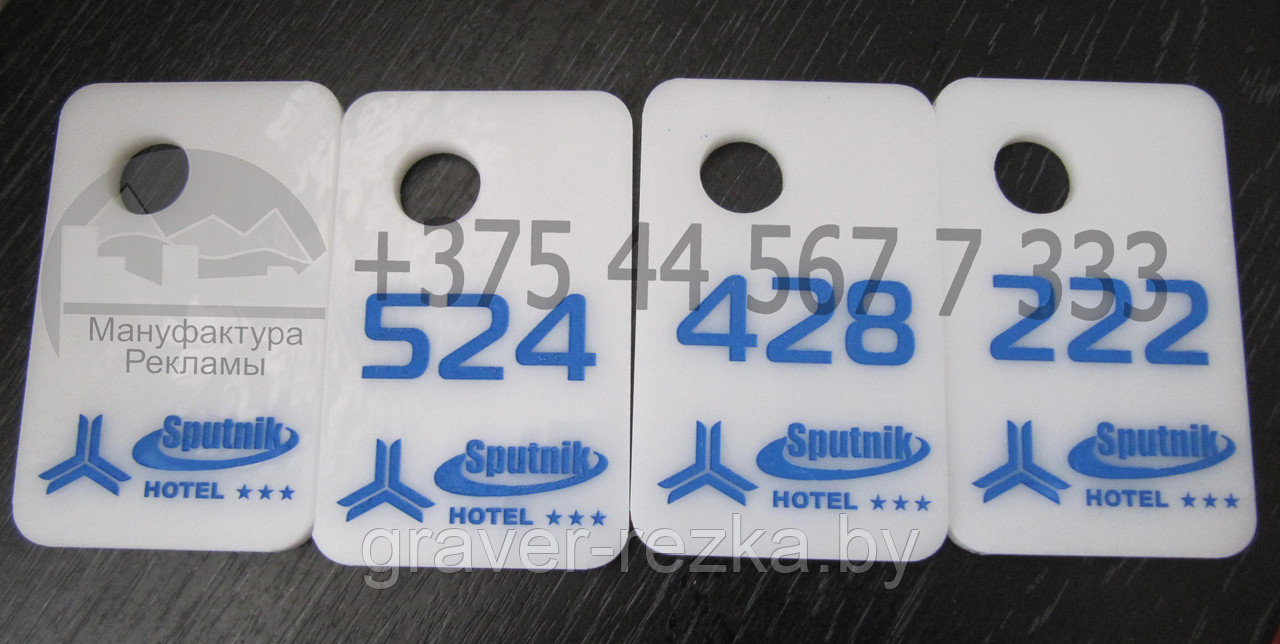 +375 44 567 7 333
Мануфактура
Рекламы
524
428
222
Sputnik
HOTEL ★★★
Sputnik
HOTEL ★★★
Sputnik
HOTEL ★★★
Sputnik
HOTEL ★★★
graver-rezka.by